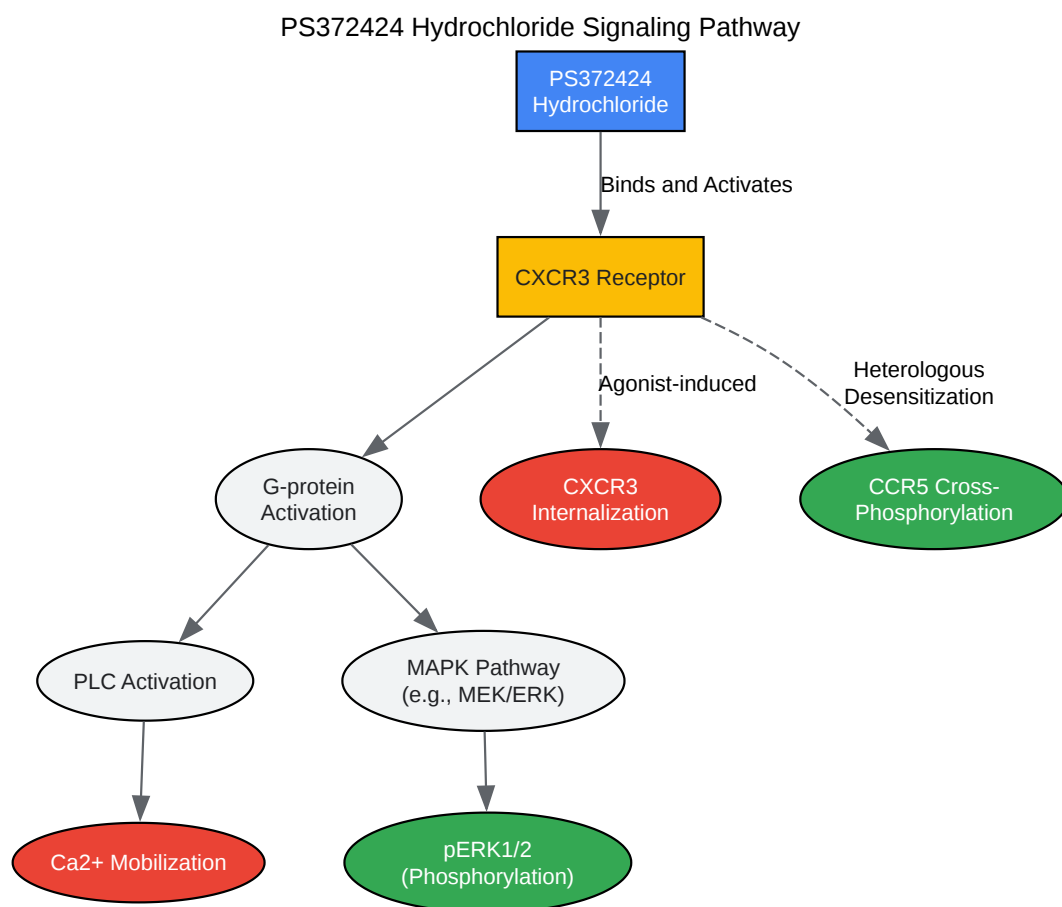 PS372424 Hydrochloride Signaling Pathway
PS372424
Hydrochloride
Binds and Activates
CXCR3 Receptor
Agonist-induced
Heterologous
Desensitization
G-protein
Activation
CXCR3
Internalization
CCR5 Cross-
Phosphorylation
PLC Activation
MAPK Pathway
(e.g., MEK/ERK)
Ca2+ Mobilization
pERK1/2
(Phosphorylation)